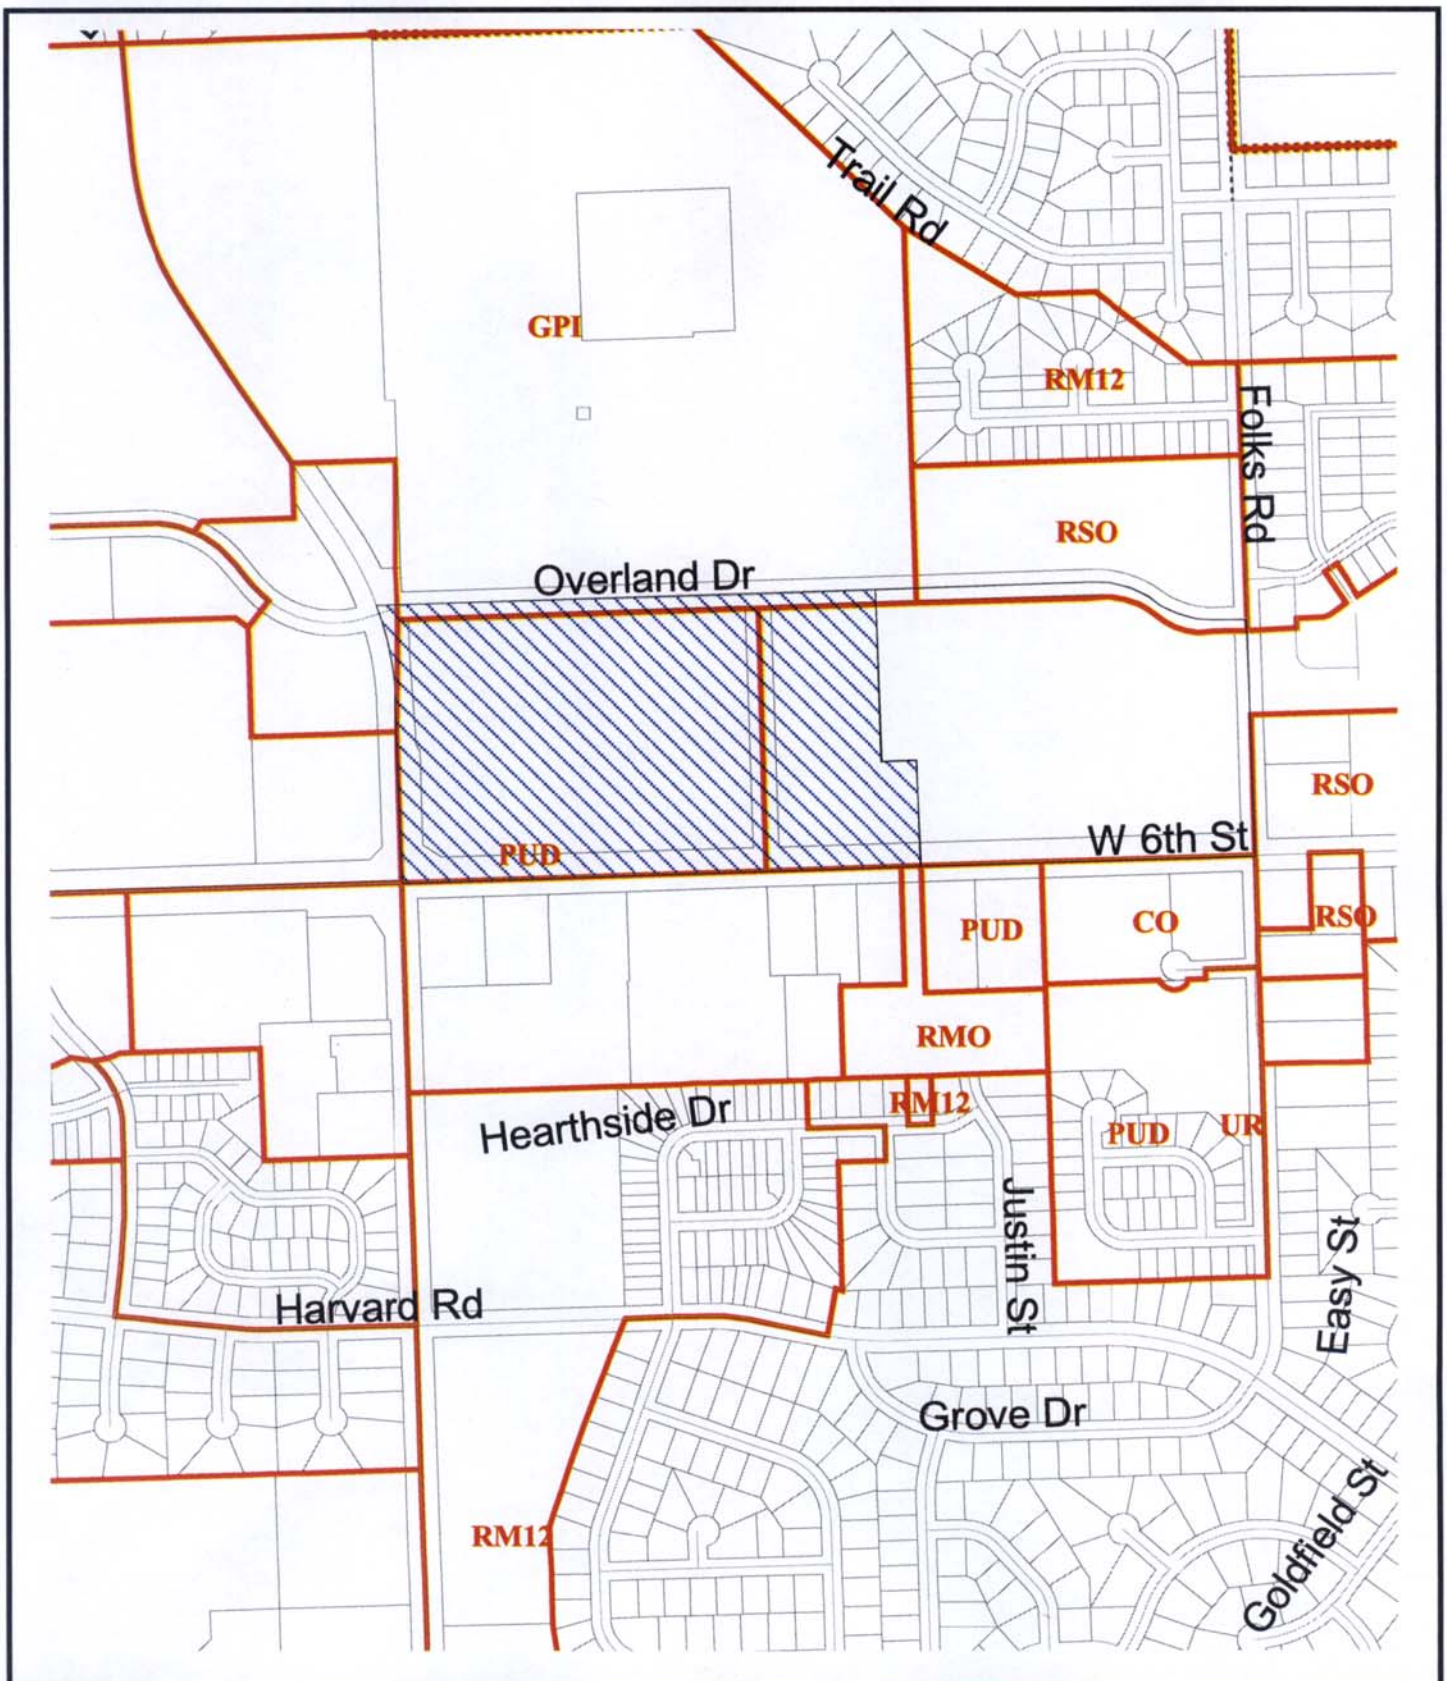 Trail Rd
GPI
RM12
Folks Rd
RSO
Overland Dr
RSO
W 6th St
PUD
PUD
CO
RSO
RMO
Hearthside Dr
RM12
PUD
UR
Justin St
Easy St
Harvard Rd
Grove Dr
Goldfield St
RM12